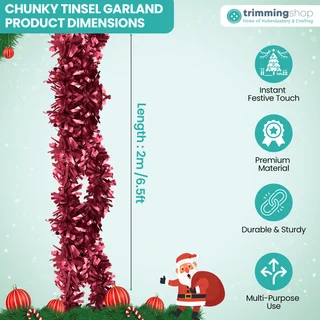 CHUNKY TINSEL GARLAND
PRODUCT DIMENSIONS
trimmingshop
Home of Haberdashery & Crafting
Length : 2m /6.5ft
Instant
Festive Touch
Premium
Material
Durable & Sturdy
Multi-Purpose
Use